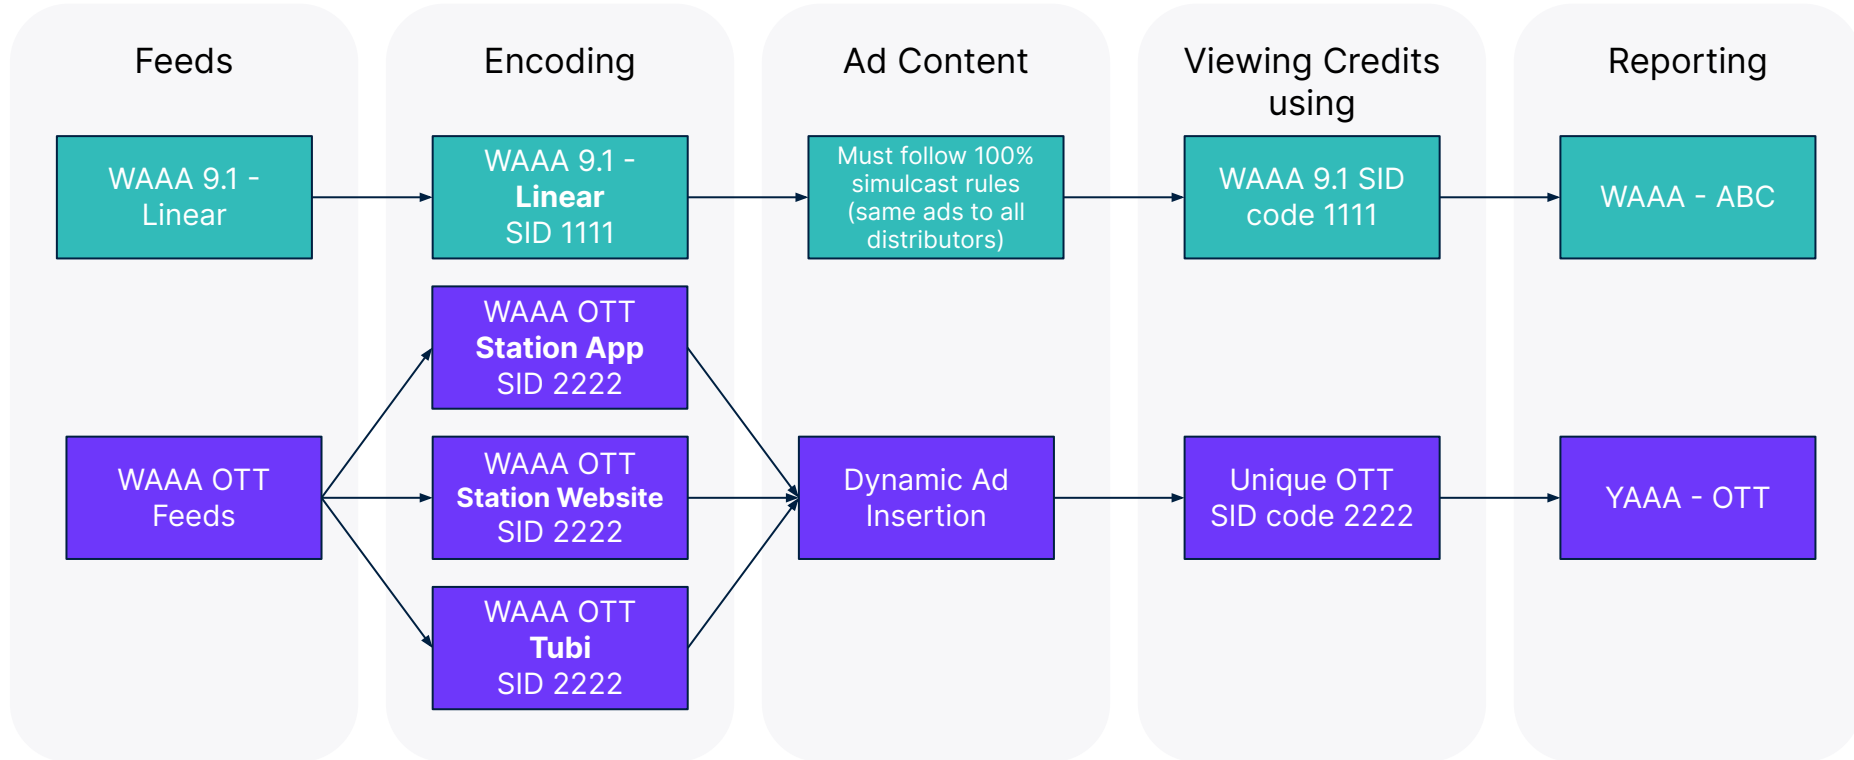 Feeds
Encoding
Ad Content
Viewing Credits
using
Reporting
WAAA 9.1 -
Linear
WAAA 9.1 -
Linear
SID 1111
Must follow 100%
simulcast rules
(same ads to all
distributors)
WAAA 9.1 SID
code 1111
WAAA - ABC
WAAA OTT
Station App
SID 2222
WAAA OTT
Feeds
WAAA OTT
Station Website
SID 2222
Dynamic Ad
Insertion
Unique OTT
SID code 2222
YAAA - OTT
WAAA OTT
Tubi
SID 2222